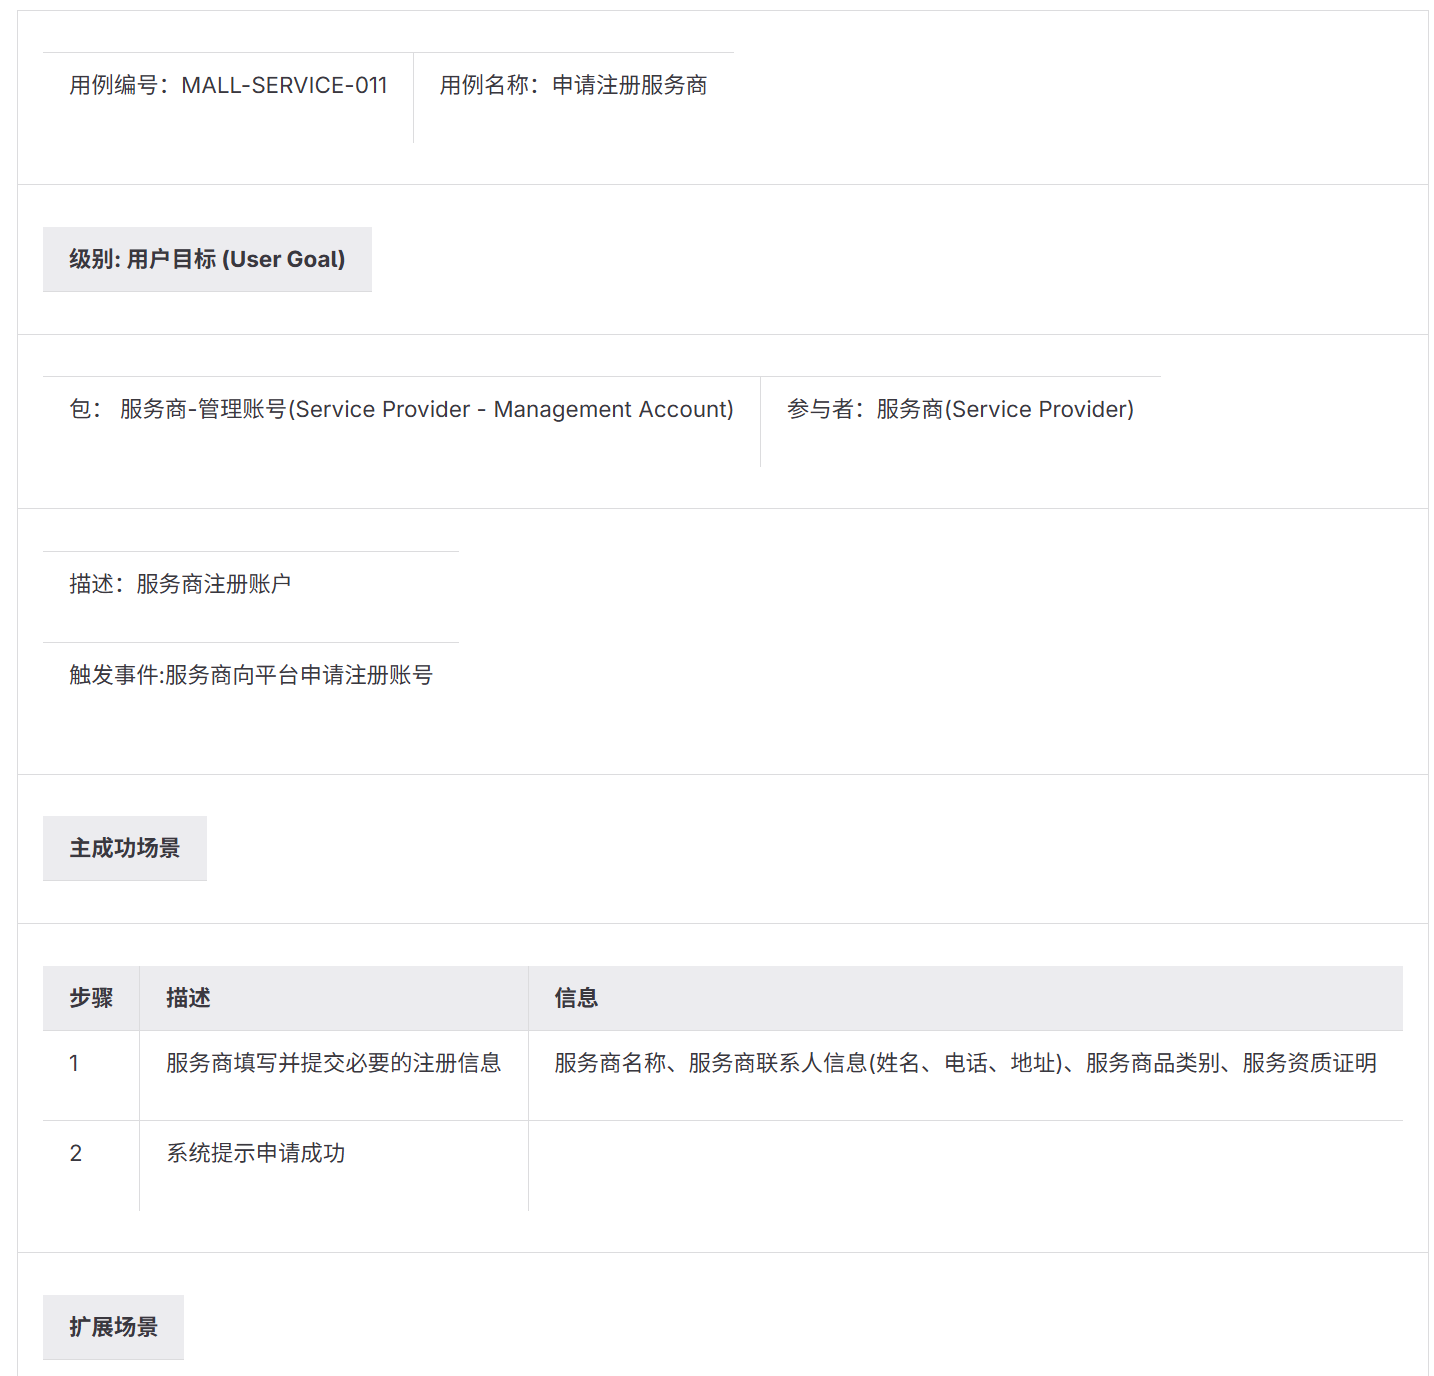 用例编号：MALL-SERVICE-011 用例名称：申请注册服务商
级别: 用户目标 (User Goal)
包： 服务商-管理账号(Service Provider - Management Account) 参与者：服务商(Service Provider)
描述：服务商注册账户
触发事件:服务商向平台申请注册账号
主成功场景
步骤 描述 信息
1 服务商填写并提交必要的注册信息 服务商名称、服务商联系人信息(姓名、电话、地址)、服务商品类别、服务资质证明
2 系统提示申请成功
扩展场景